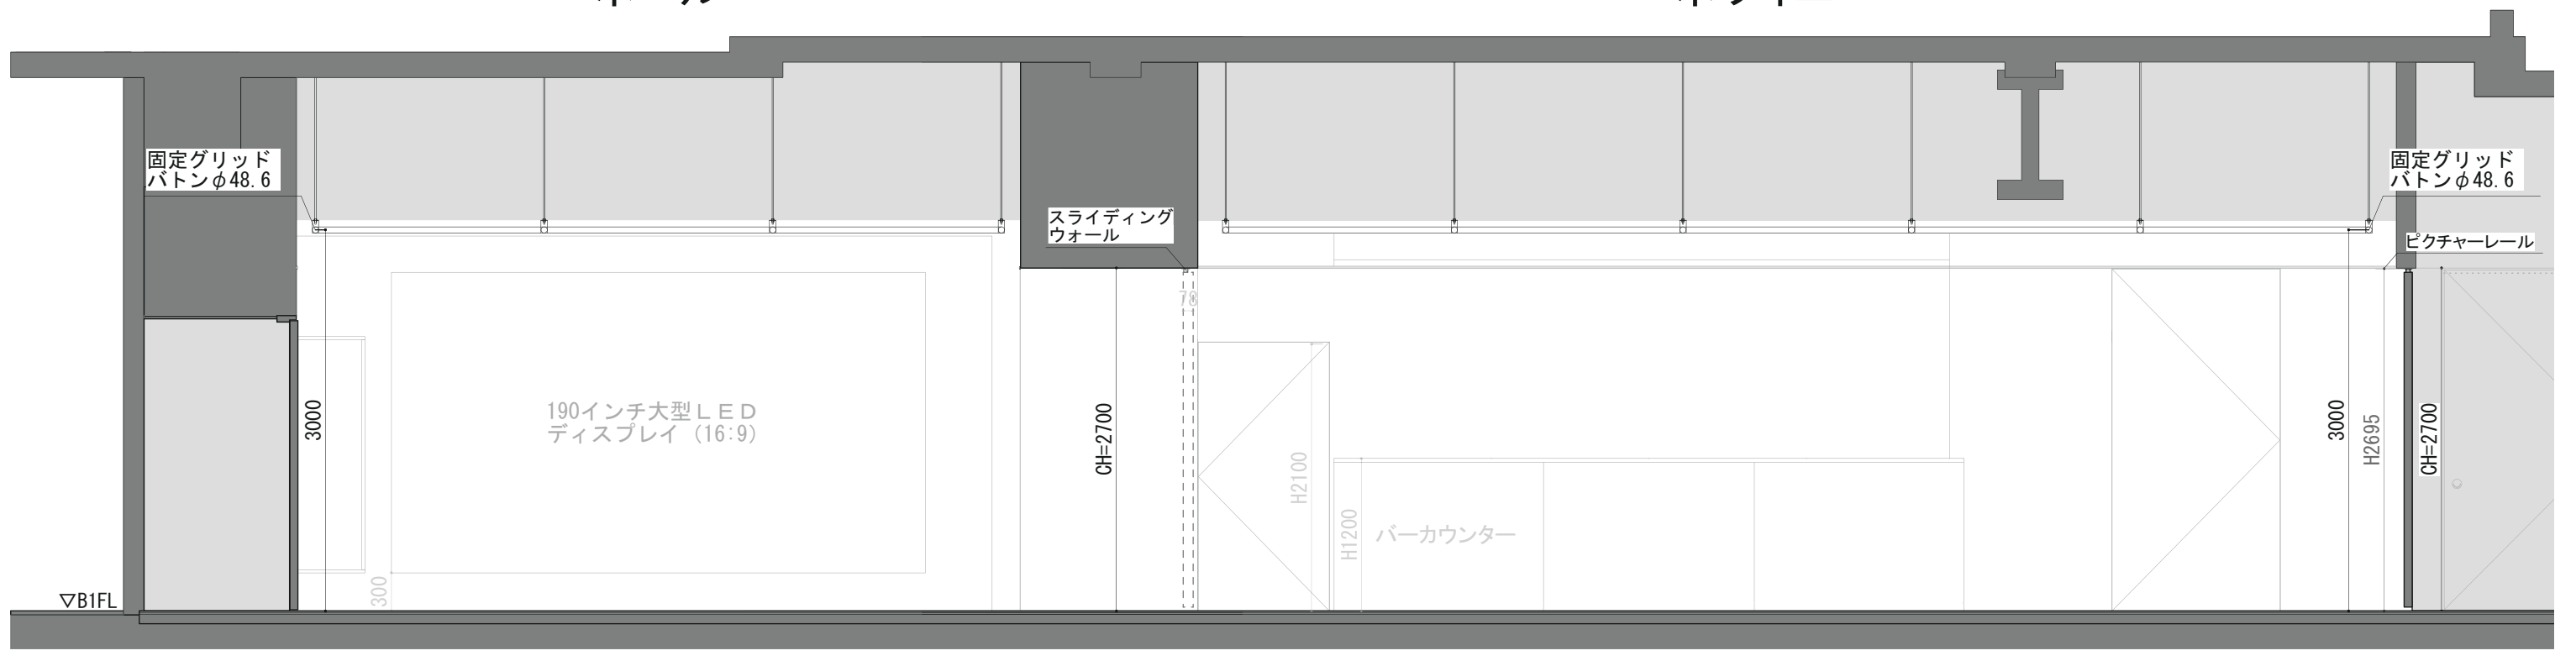 固定グリッド
バトンφ48.6
スライディング
ウォール
固定グリッド
バトンφ48.6
ピクチャーレール
78
190インチ大型ＬＥＤ
ディスプレイ (16:9)
3000
CH=2700
H2100
H1200
バーカウンター
3000
H2695
CH=2700
300
▽B1FL